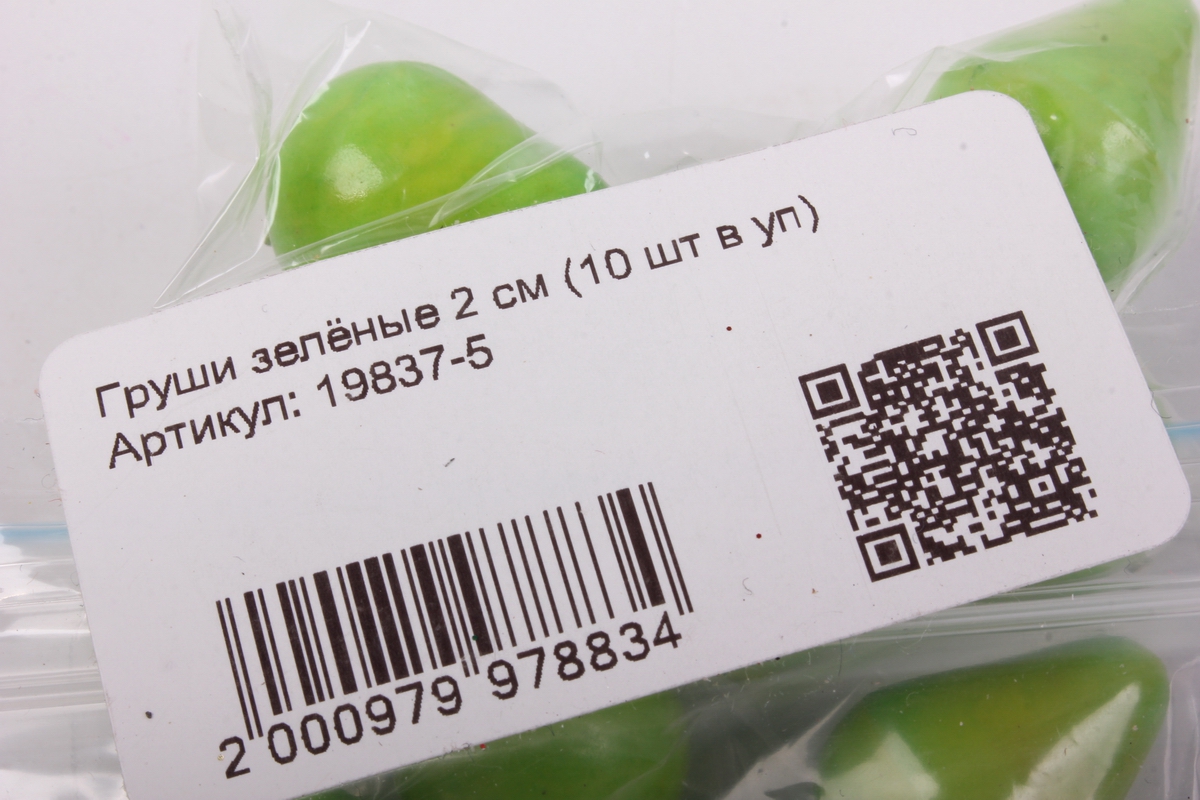 Груши зелёные 2 см (10 шт в уп)
Артикул: 19837-5
2 000979 978834